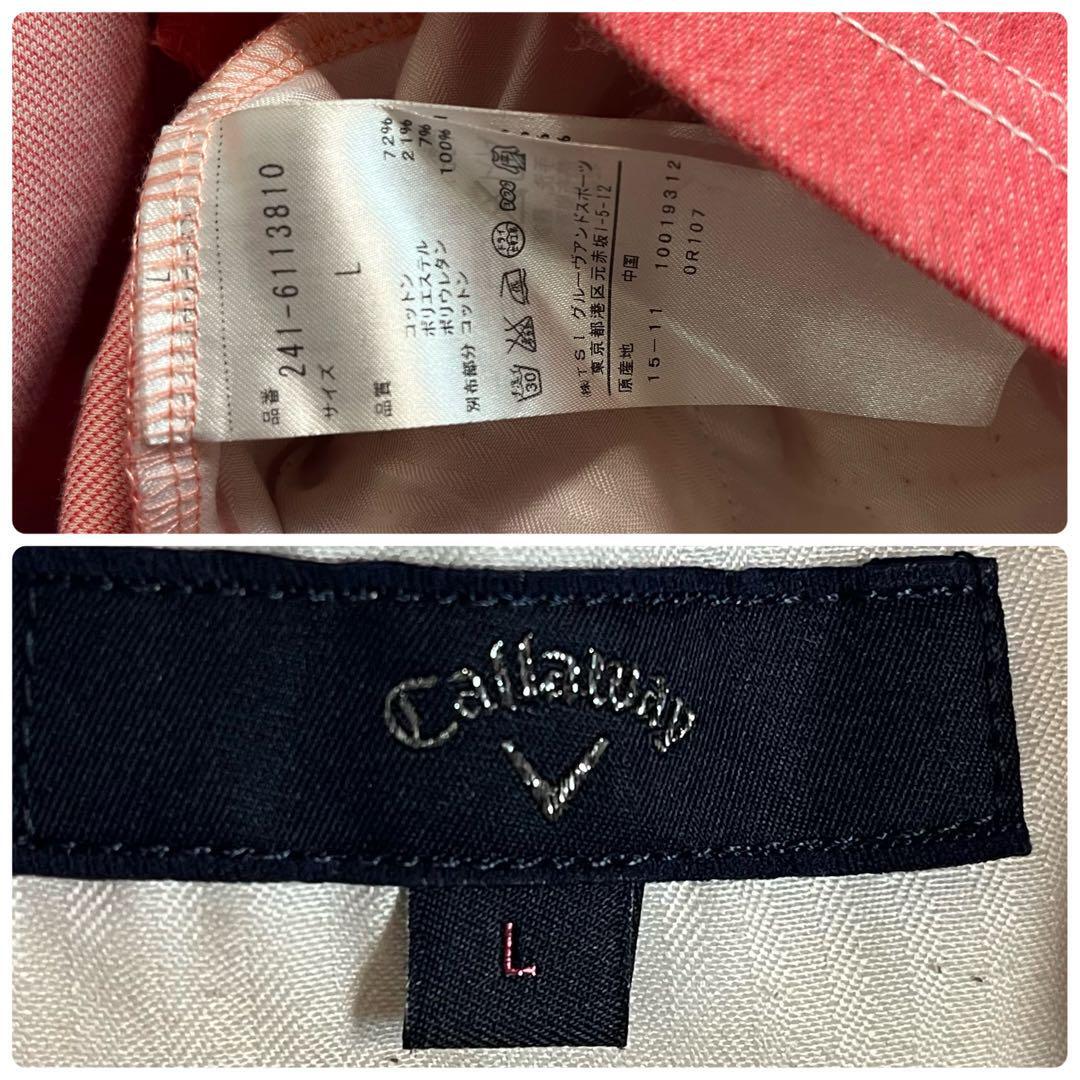 品番
241-6113810
サイズ L
品質
コットン 72%
ポリエステル 21%
ポリウレタン 7%
別布部分 コットン 100%
30
㈱TSI グルーヴアンドスポーツ
東京都港区元赤坂1-5-12
原産地 中国
15-11 10019312
OR107
L
Callaway
L